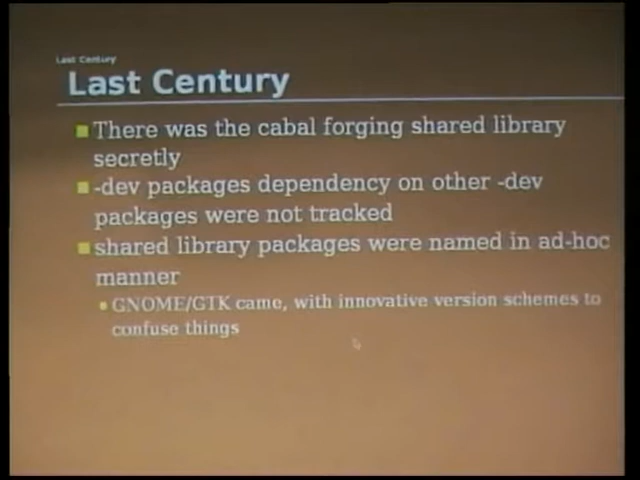 Last Century
Last Century
There was the cabal forging shared library
secretly
-dev packages dependency on other -dev
packages were not tracked
shared library packages were named in ad-hoc
manner
GNOME/GTK came, with innovative version schemes to
confuse things